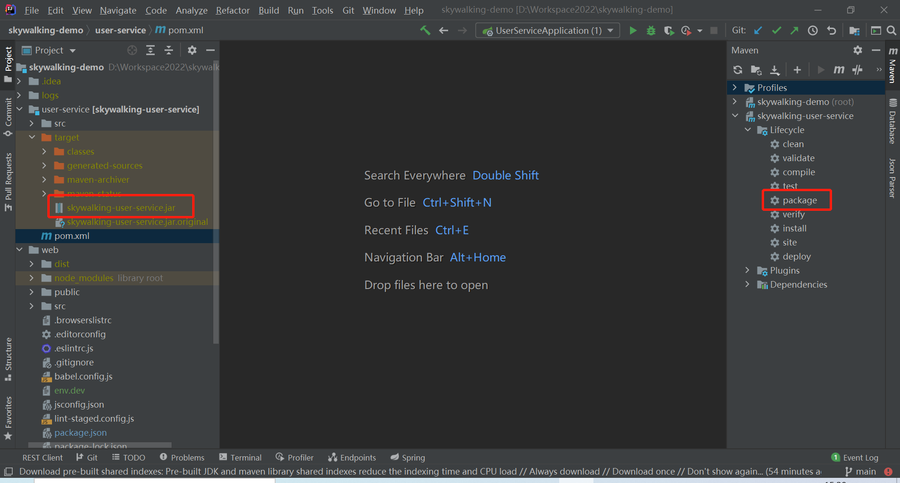 File Edit View Navigate Code Analyze Refactor Build Run Tools Git Window Help skywalking-demo [D:\Workspace2022\skywalking-demo]
skywalking-demo user-service pom.xml UserServiceApplication (1) Git:
Project
Commit
Pull Requests
Structure
Favorites
Project
skywalking-demo D:\Workspace2022\skywalk
.idea
logs
user-service [skywalking-user-service]
src
target
classes
generated-sources
maven-archiver
maven-status
skywalking-user-service.jar
skywalking-user-service.jar.original
pom.xml
web
dist
node_modules library root
public
src
.browserslistrc
.editorconfig
.eslintrc.js
.gitignore
babel.config.js
env.dev
jsconfig.json
lint-staged.config.js
package.json
package-lock.json
Search Everywhere Double Shift
Go to File Ctrl+Shift+N
Recent Files Ctrl+E
Navigation Bar Alt+Home
Drop files here to open
Maven
Profiles
skywalking-demo (root)
skywalking-user-service
Lifecycle
clean
validate
compile
test
package
verify
install
site
deploy
Plugins
Dependencies
Maven
Database
Json Parser
REST Client Git TODO Problems Terminal Profiler Endpoints Spring 1 Event Log
Download pre-built shared indexes: Pre-built JDK and maven library shared indexes reduce the indexing time and CPU load // Always download // Download once // Don't show again... (54 minutes a main